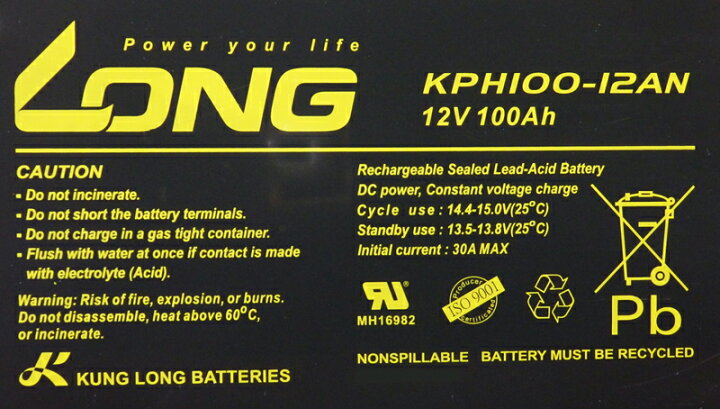 Power your life
LONG
KPH100-12AN
12V 100Ah
CAUTION
- Do not incinerate.
- Do not short the battery terminals.
- Do not charge in a gas tight container.
- Flush with water at once if contact is made
with electrolyte (Acid).
Warning: Risk of fire, explosion, or burns.
Do not disassemble, heat above 60°C,
or incinerate.
KUNG LONG BATTERIES
Rechargeable Sealed Lead-Acid Battery
DC power, Constant voltage charge
Cycle use : 14.4-15.0V(25°C)
Standby use : 13.5-13.8V(25°C)
Initial current : 30A MAX
MH16982
Producer
ISO 9001
Certified
Pb
NONSPILLABLE BATTERY MUST BE RECYCLED